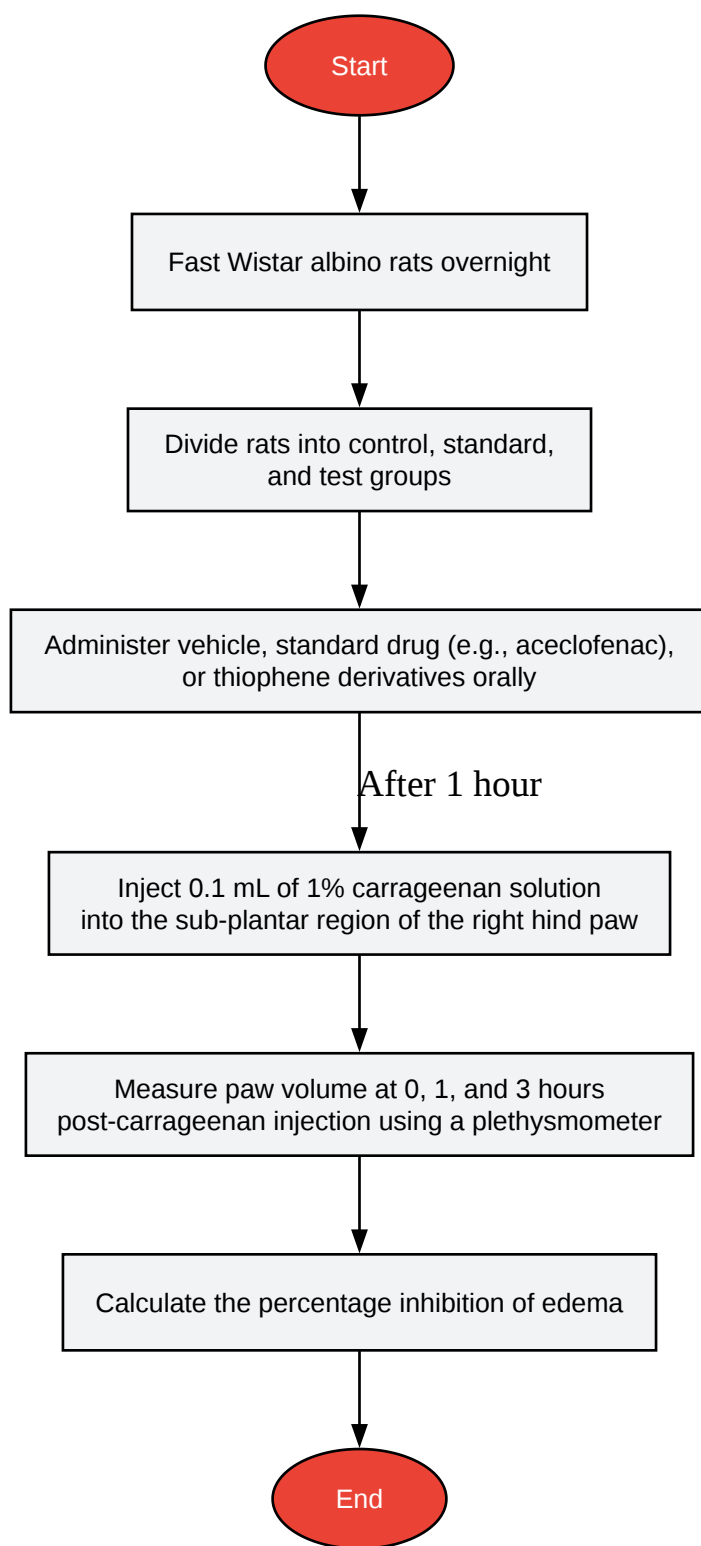 Start
Fast Wistar albino rats overnight
Divide rats into control, standard,
and test groups
Administer vehicle, standard drug (e.g., aceclofenac),
or thiophene derivatives orally
After 1 hour
Inject 0.1 mL of 1% carrageenan solution
into the sub-plantar region of the right hind paw
Measure paw volume at 0, 1, and 3 hours
post-carrageenan injection using a plethysmometer
Calculate the percentage inhibition of edema
End